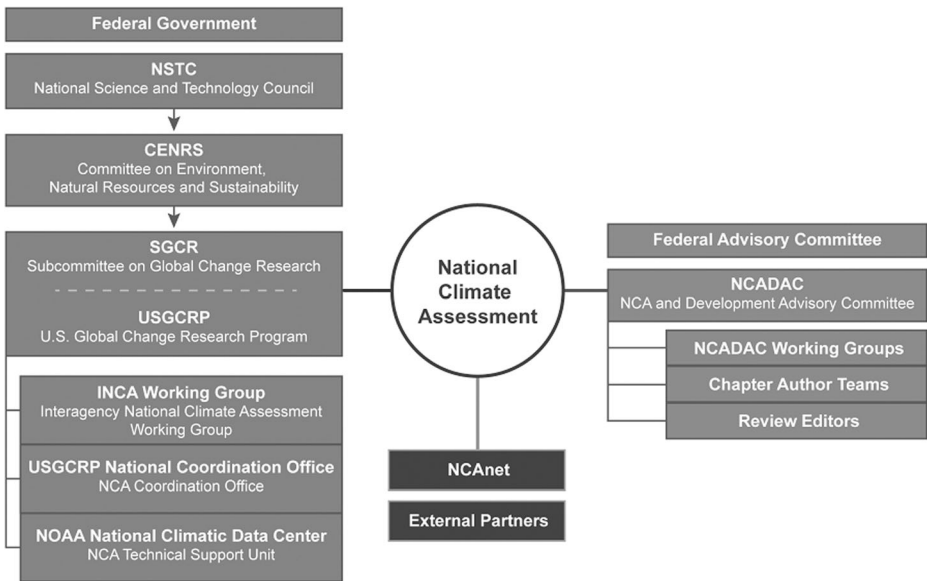 Federal Government
NSTC
National Science and Technology Council
CENRS
Committee on Environment,
Natural Resources and Sustainability
SGCR
Subcommittee on Global Change Research
USGCRP
U.S. Global Change Research Program
INCA Working Group
Interagency National Climate Assessment
Working Group
USGCRP National Coordination Office
NCA Coordination Office
NOAA National Climatic Data Center
NCA Technical Support Unit
National
Climate
Assessment
NCAnet
External Partners
Federal Advisory Committee
NCADAC
NCA and Development Advisory Committee
NCADAC Working Groups
Chapter Author Teams
Review Editors